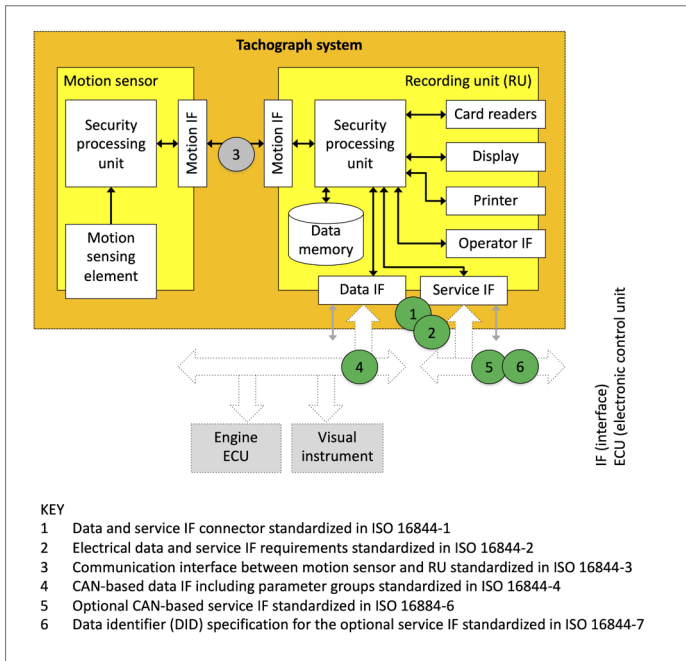 Tachograph system
Motion sensor
Recording unit (RU)
Security
processing
unit
Motion IF
3
Motion IF
Security
processing
unit
Card readers
Display
Printer
Operator IF
Motion
sensing
element
Data
memory
Data IF
Service IF
1
2
4
5
6
Engine
ECU
Visual
instrument
IF (interface)
ECU (electronic control unit
KEY
1 Data and service IF connector standardized in ISO 16844-1
2 Electrical data and service IF requirements standardized in ISO 16844-2
3 Communication interface between motion sensor and RU standardized in ISO 16844-3
4 CAN-based data IF including parameter groups standardized in ISO 16844-4
5 Optional CAN-based service IF standardized in ISO 16884-6
6 Data identifier (DID) specification for the optional service IF standardized in ISO 16844-7